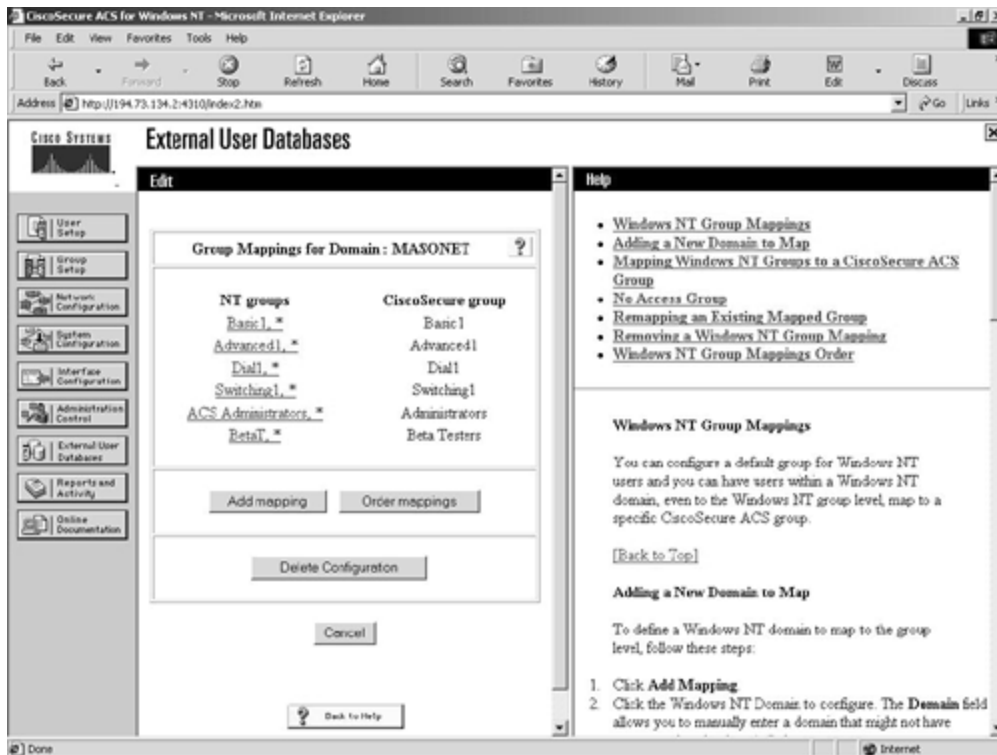 CiscoSecure ACS for Windows NT - Microsoft Internet Explorer
File Edit View Favorites Tools Help
Back Forward Stop Refresh Home Search Favorites History Mail Print Edit Discuss
Address http://194.73.134.2:4310/index2.htm Go Links
CISCO SYSTEMS
External User Databases
Edit
User Setup
Group Setup
Network Configuration
System Configuration
Interface Configuration
Administration Control
External User Databases
Reports and Activity
Online Documentation
Group Mappings for Domain : MASONET ?
NT groups CiscoSecure group
Basic1, * Basic1
Advanced1, * Advanced1
Dial1, * Dial1
Switching1, * Switching1
ACS Administrators, * Administrators
BetaT, * Beta Testers
Add mapping Order mappings
Delete Configuration
Cancel
? Back to Help
Help
Windows NT Group Mappings
Adding a New Domain to Map
Mapping Windows NT Groups to a CiscoSecure ACS
Group
No Access Group
Remapping an Existing Mapped Group
Removing a Windows NT Group Mapping
Windows NT Group Mappings Order
Windows NT Group Mappings
You can configure a default group for Windows NT
users and you can have users within a Windows NT
domain, even to the Windows NT group level, map to a
specific CiscoSecure ACS group.
[Back to Top]
Adding a New Domain to Map
To define a Windows NT domain to map to the group
level, follow these steps:
1. Click Add Mapping
2. Click the Windows NT Domain to configure. The Domain field
allows you to manually enter a domain that might not have
Done Internet